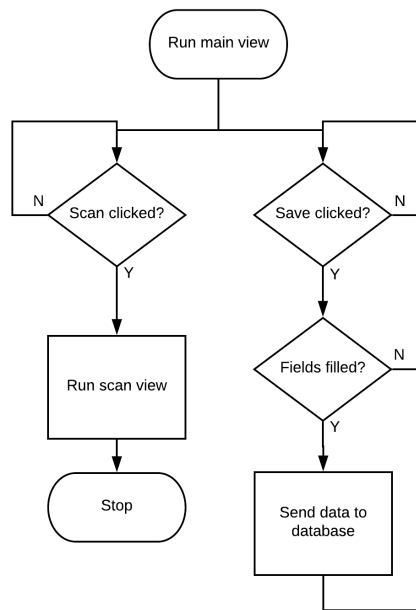 Run main view
Scan clicked?
N
Y
Run scan view
Stop
Save clicked?
N
Y
Fields filled?
N
Y
Send data to
database